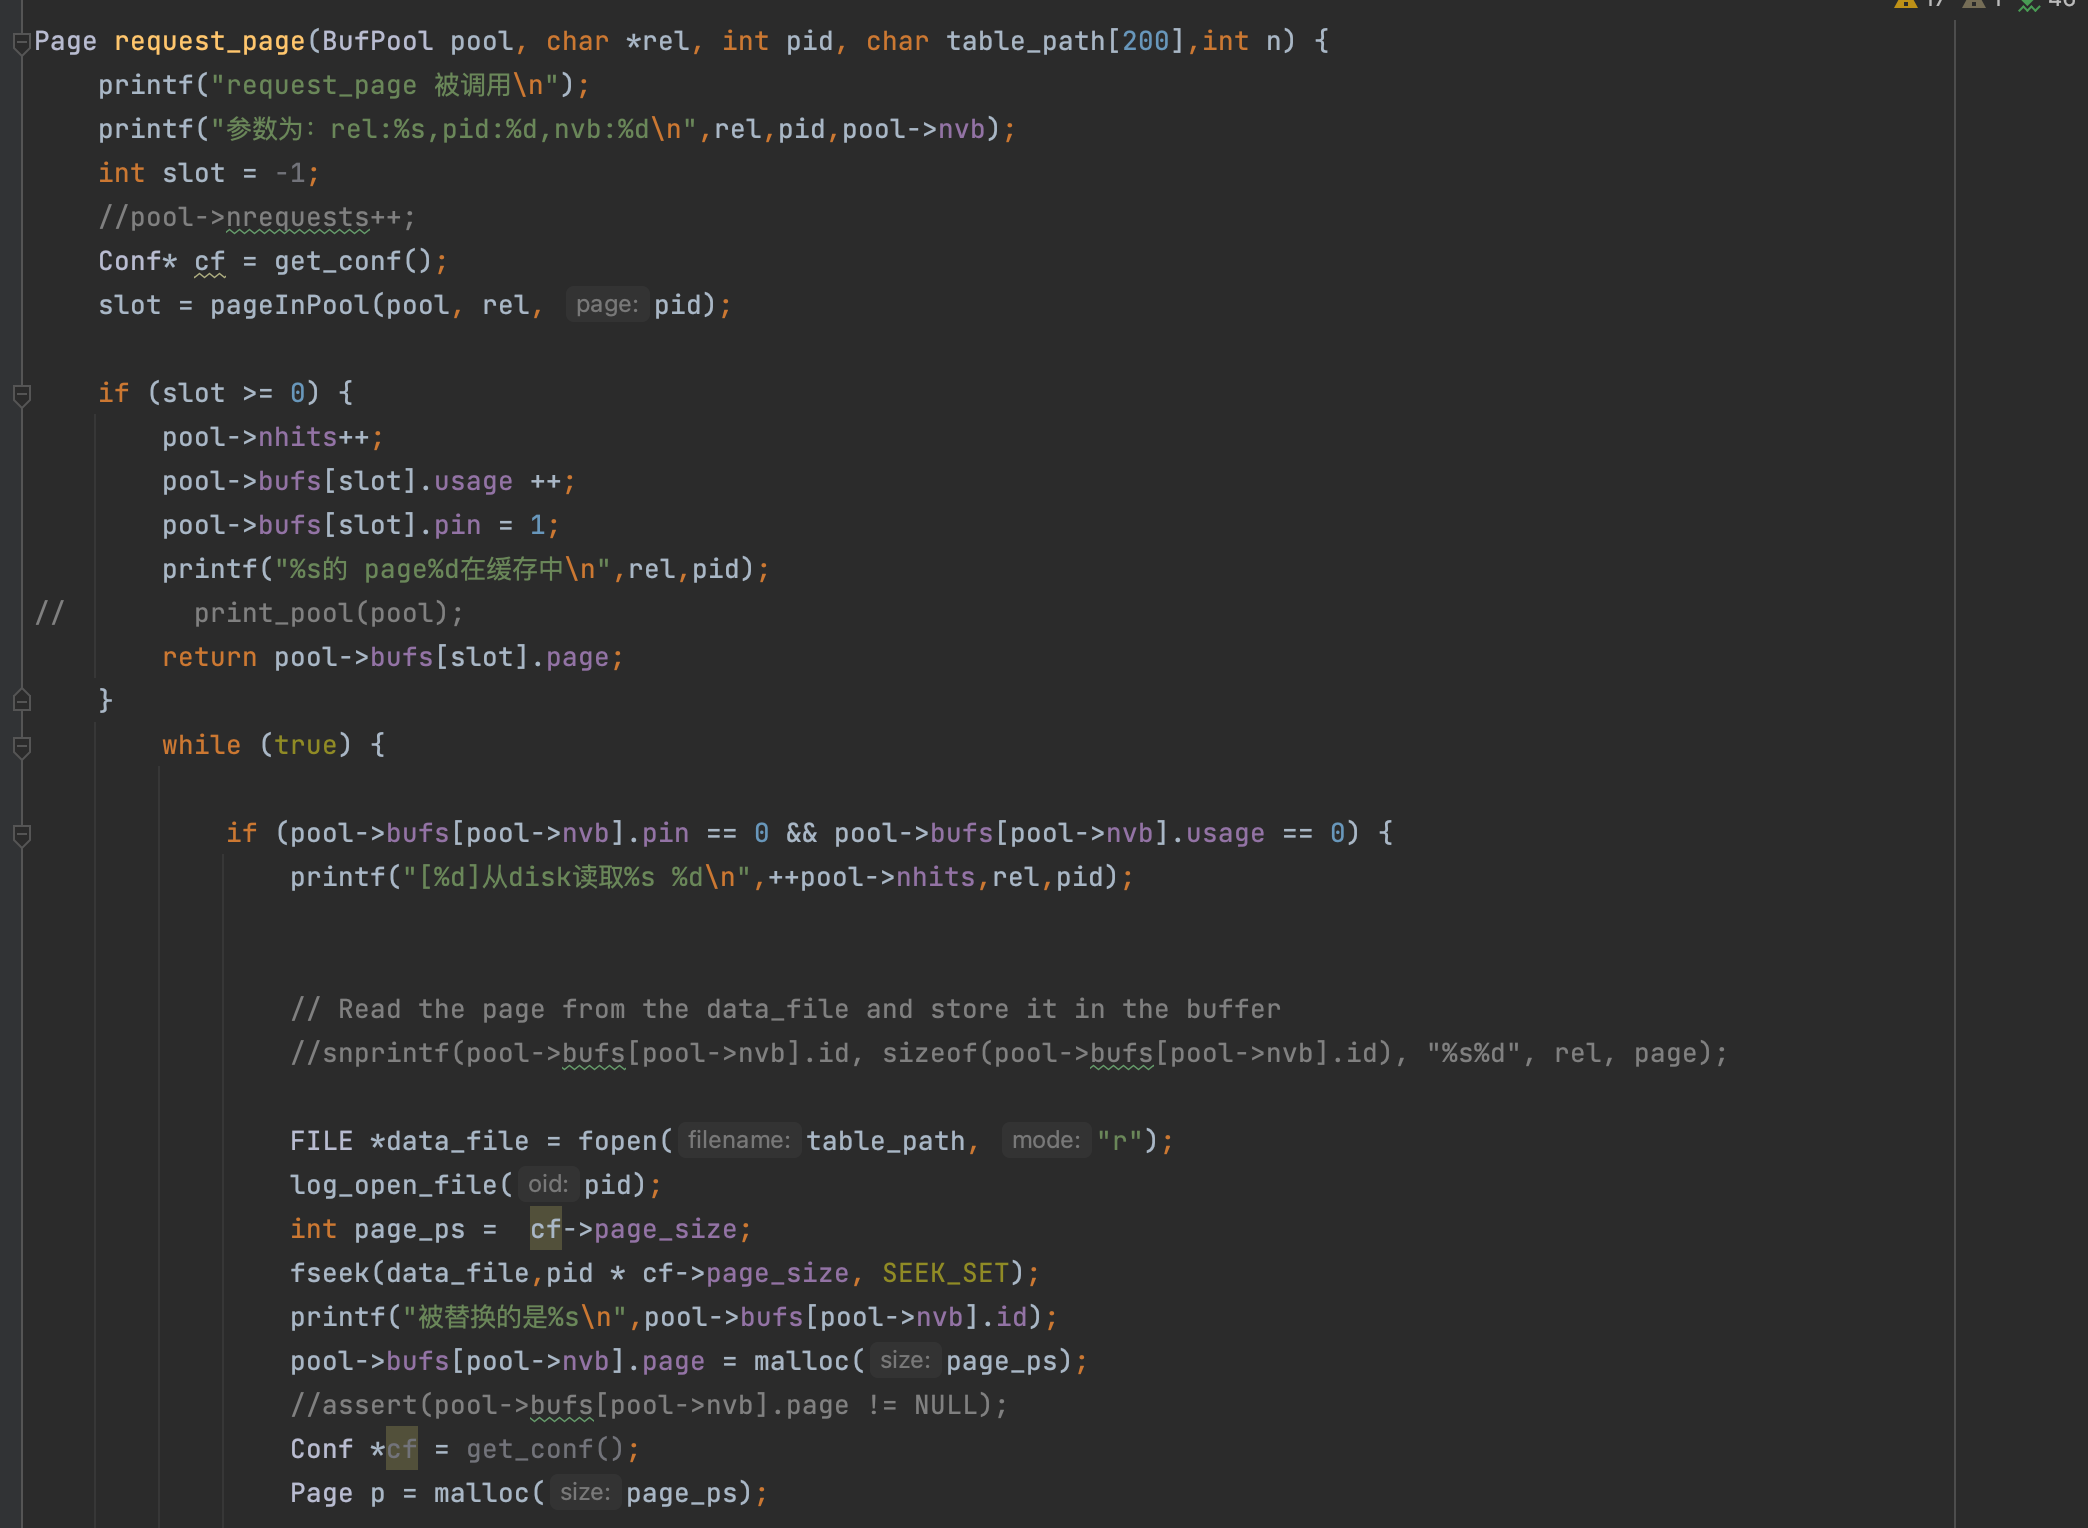 Page request_page(BufPool pool, char *rel, int pid, char table_path[200],int n) {
    printf("request_page 被调用\n");
    printf("参数为：rel:%s,pid:%d,nvb:%d\n",rel,pid,pool->nvb);
    int slot = -1;
    //pool->nrequests++;
    Conf* cf = get_conf();
    slot = pageInPool(pool, rel, page: pid);
    if (slot >= 0) {
        pool->nhits++;
        pool->bufs[slot].usage ++;
        pool->bufs[slot].pin = 1;
        printf("%s的 page%d在缓存中\n",rel,pid);
//        print_pool(pool);
        return pool->bufs[slot].page;
    }
        while (true) {
            if (pool->bufs[pool->nvb].pin == 0 && pool->bufs[pool->nvb].usage == 0) {
                printf("[%d]从disk读取%s %d\n",++pool->nhits,rel,pid);
                // Read the page from the data_file and store it in the buffer
                //snprintf(pool->bufs[pool->nvb].id, sizeof(pool->bufs[pool->nvb].id), "%s%d", rel, page);
                FILE *data_file = fopen( filename: table_path, mode: "r");
                log_open_file( oid: pid);
                int page_ps =  cf->page_size;
                fseek(data_file,pid * cf->page_size, SEEK_SET);
                printf("被替换的是%s\n",pool->bufs[pool->nvb].id);
                pool->bufs[pool->nvb].page = malloc( size: page_ps);
                //assert(pool->bufs[pool->nvb].page != NULL);
                Conf *cf = get_conf();
                Page p = malloc( size: page_ps);